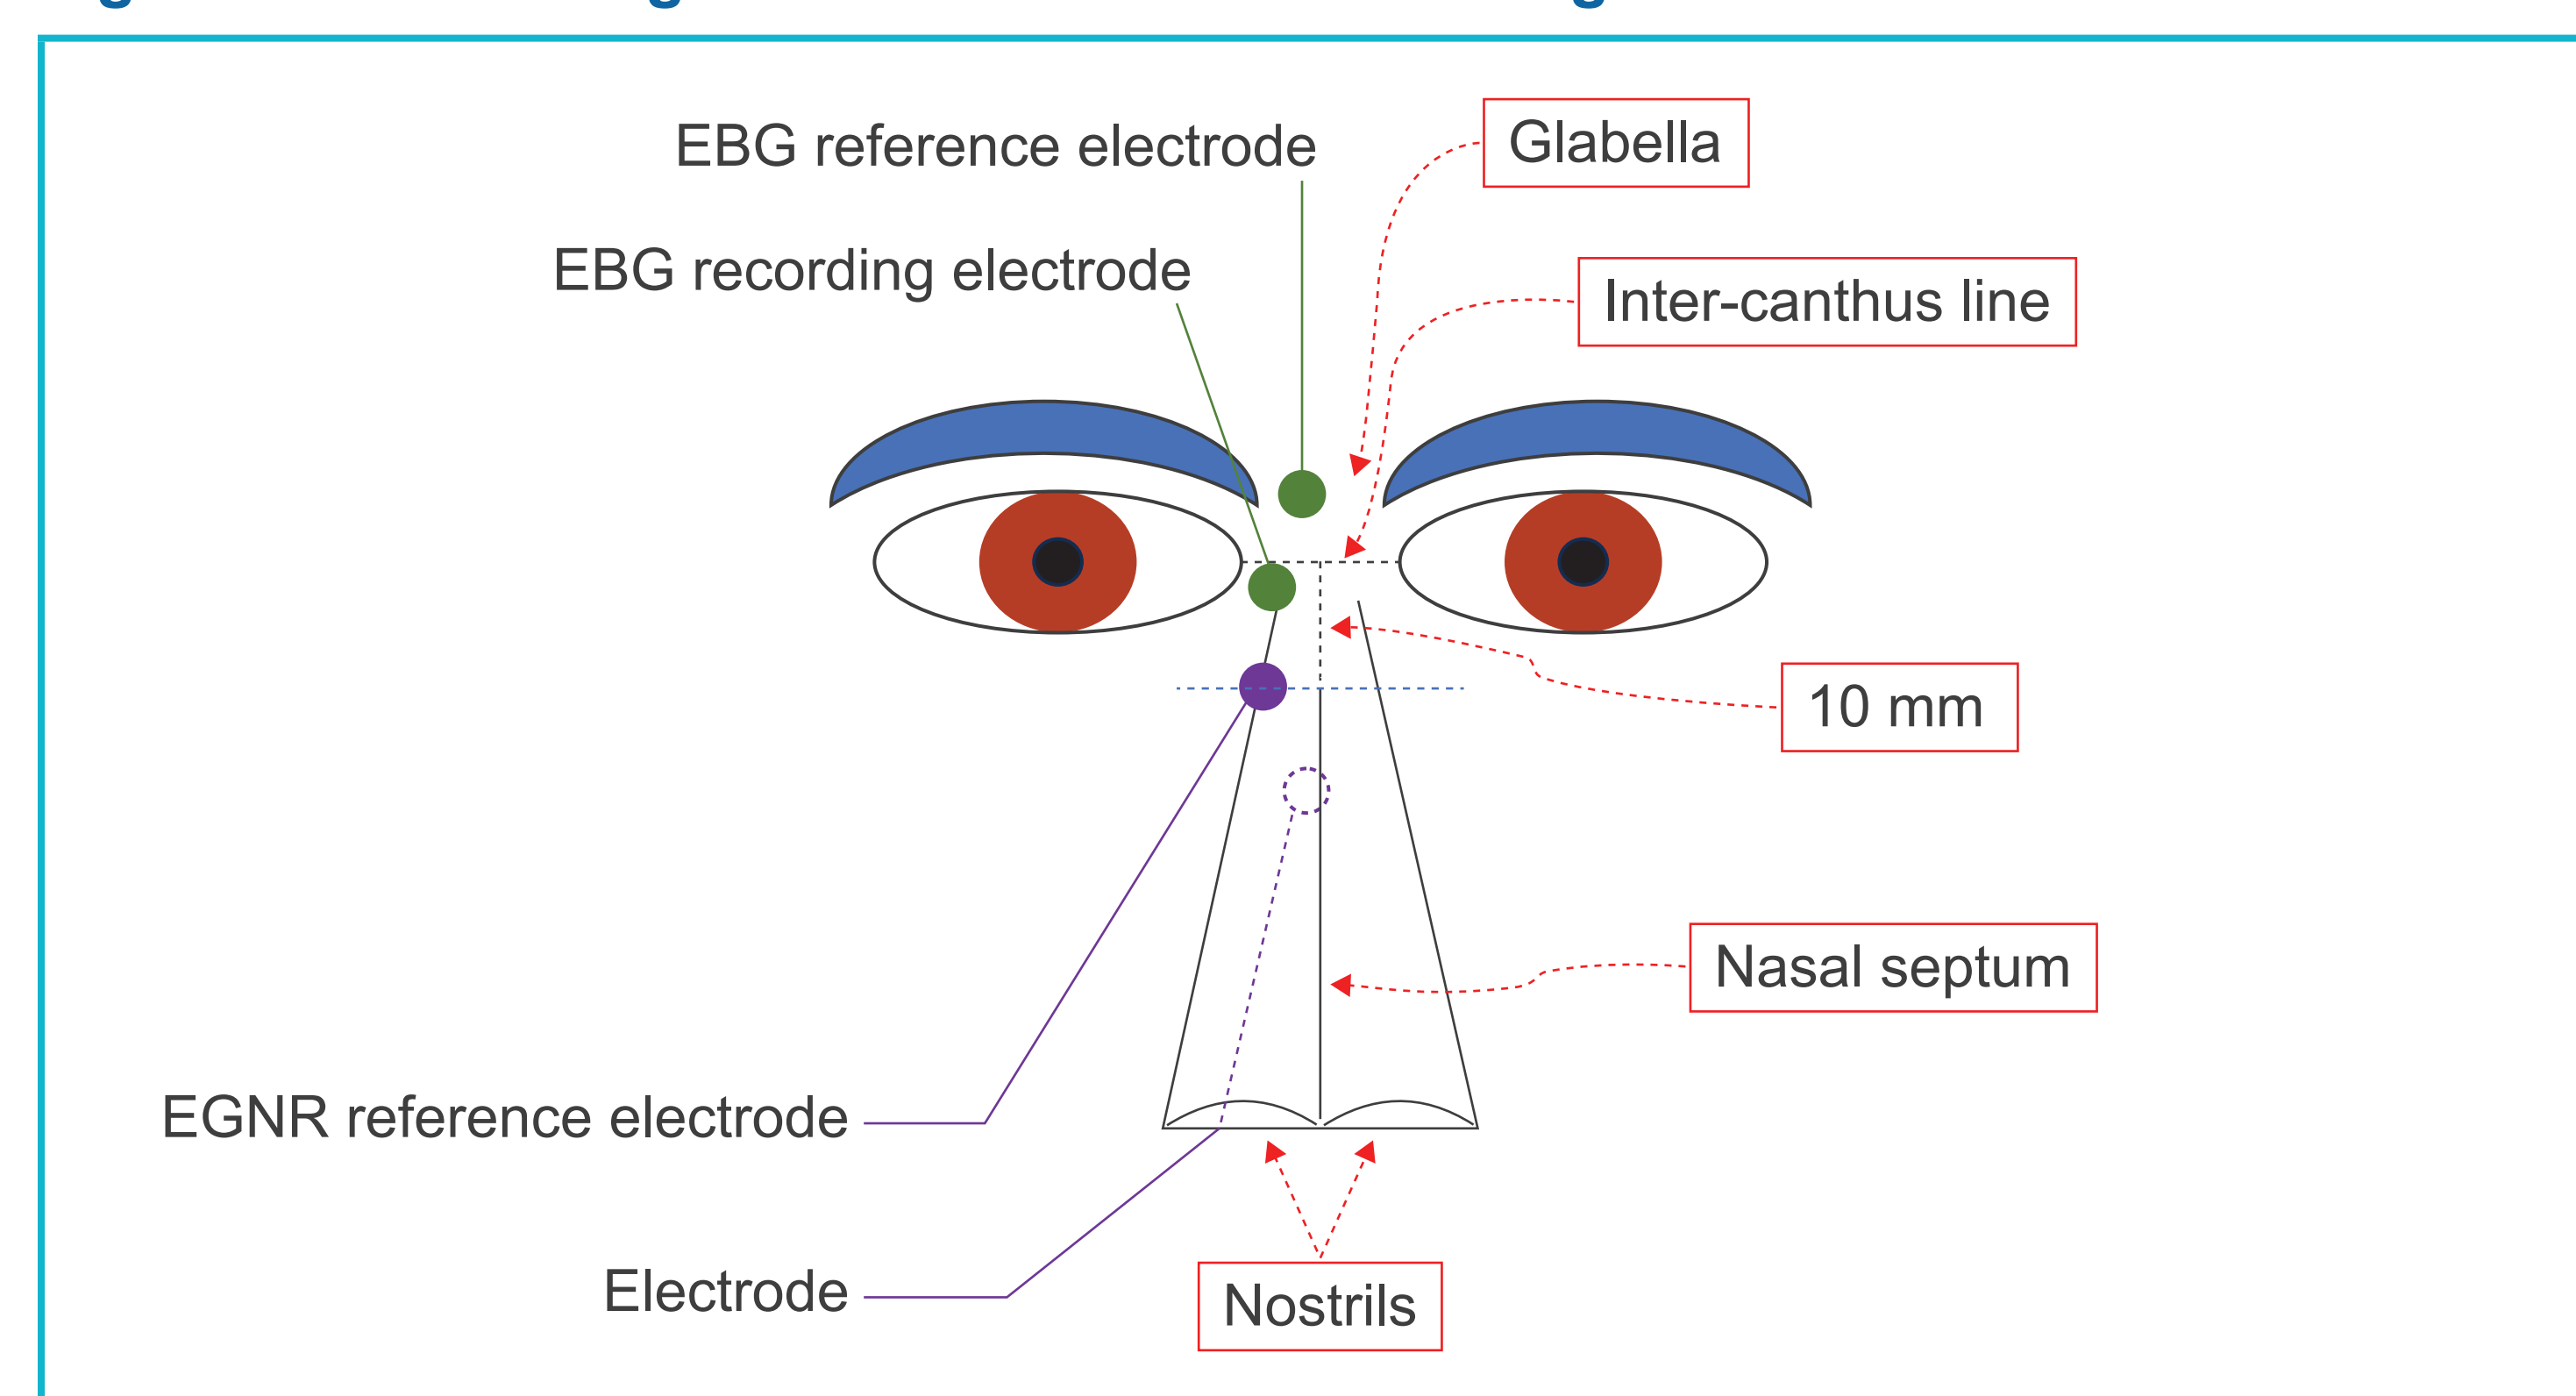 EBG reference electrode
Glabella
EBG recording electrode
Inter-canthus line
10 mm
Nasal septum
EGNR reference electrode
Electrode
Nostrils